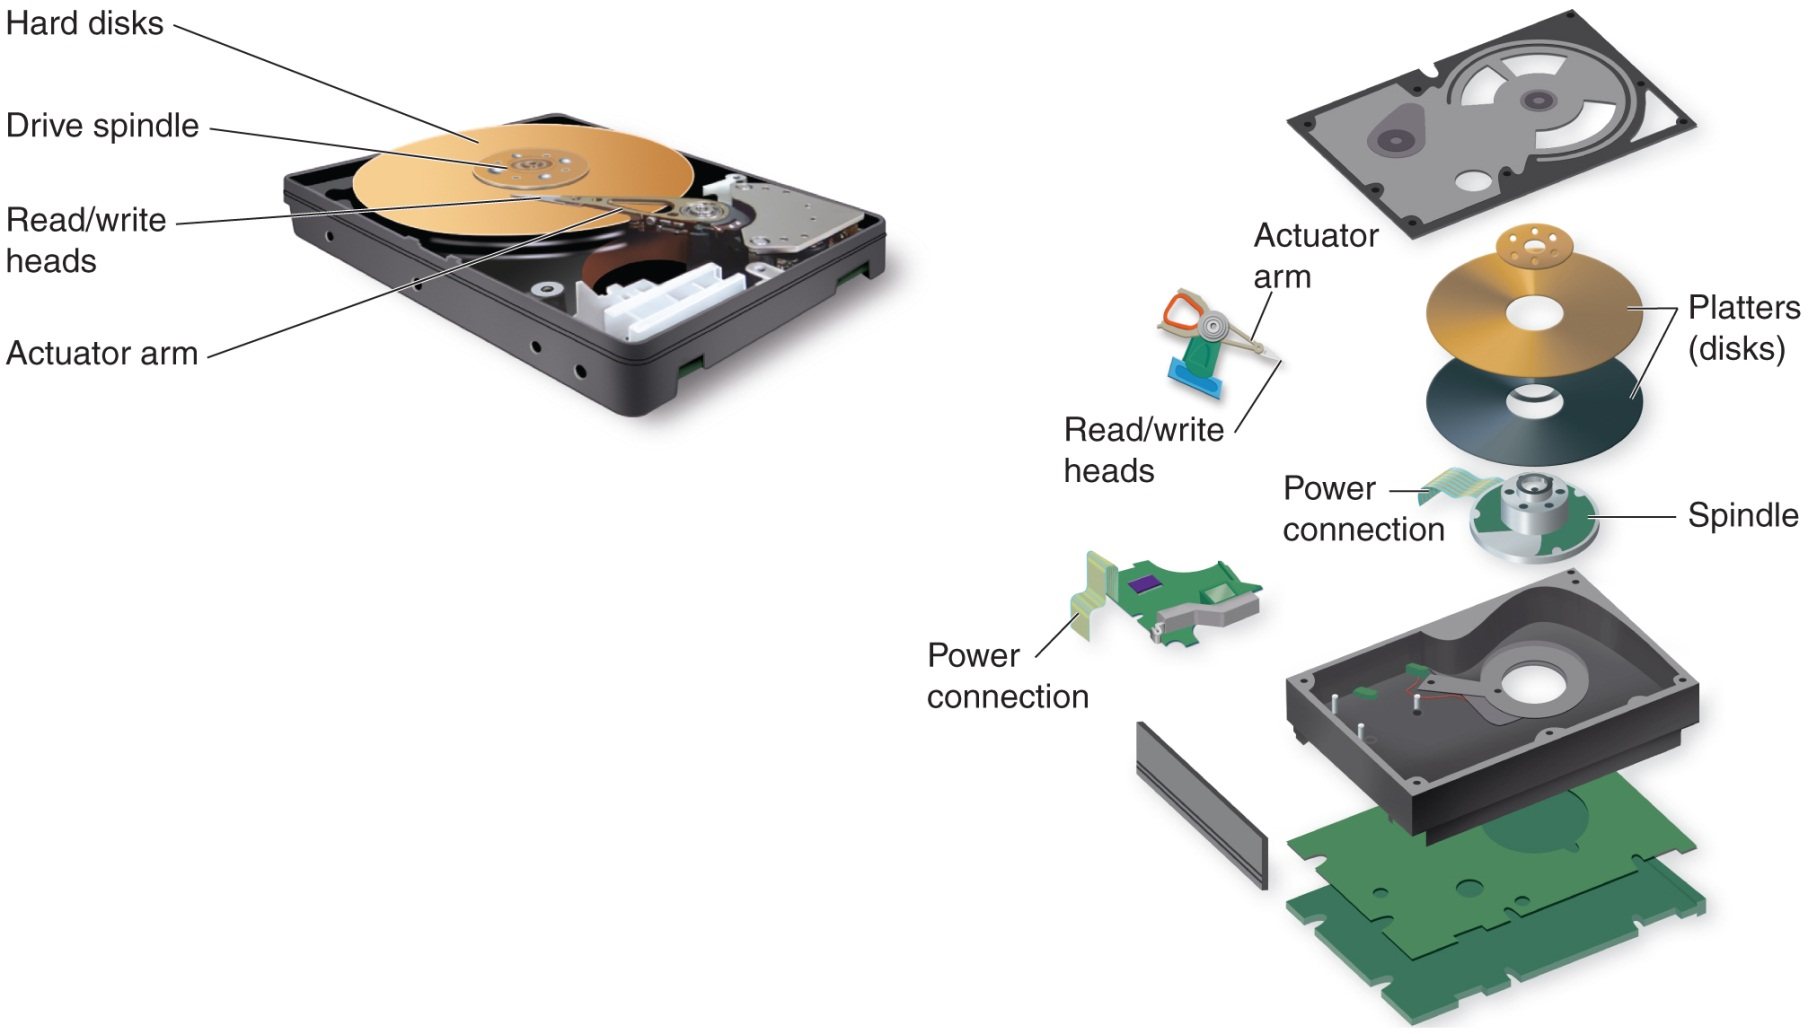 Hard disks
Drive spindle
Read/write
heads
Actuator arm
Actuator
arm
Platters
(disks)
Read/write
heads
Power
connection
Spindle
Power
connection